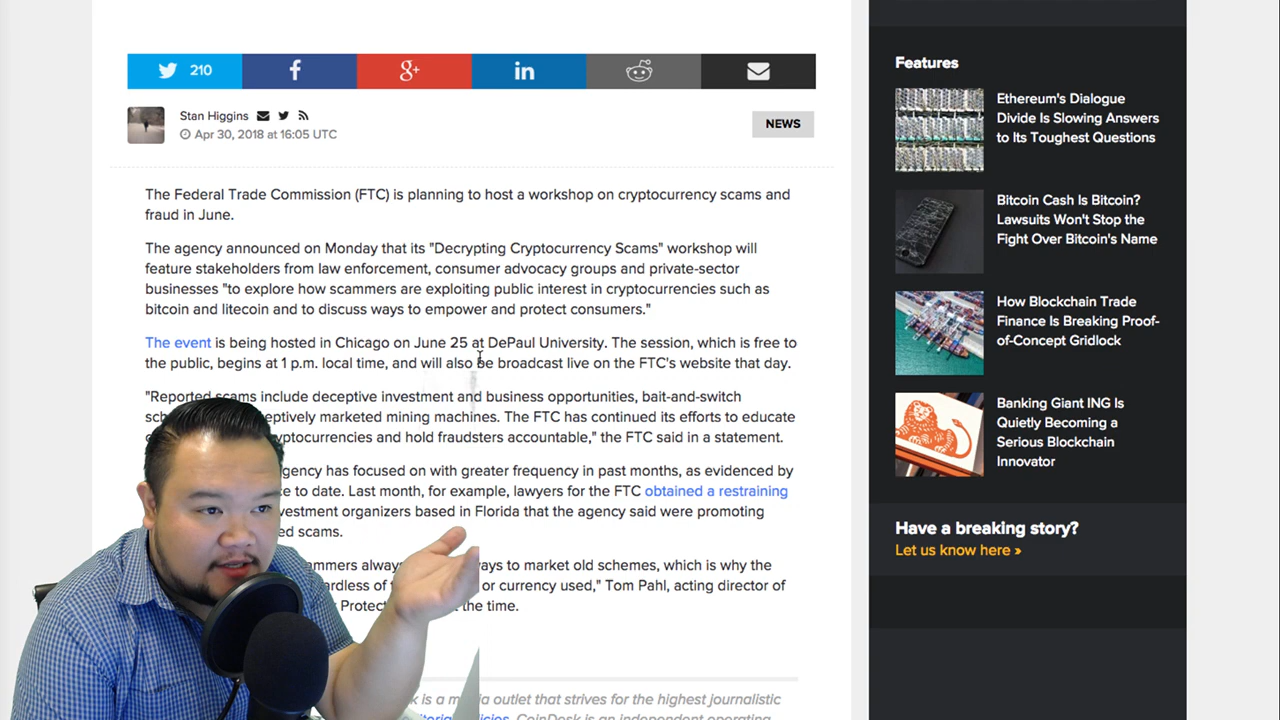 210
Stan Higgins
Apr 30, 2018 at 16:05 UTC
NEWS
The Federal Trade Commission (FTC) is planning to host a workshop on cryptocurrency scams and
fraud in June.
The agency announced on Monday that its "Decrypting Cryptocurrency Scams" workshop will
feature stakeholders from law enforcement, consumer advocacy groups and private-sector
businesses "to explore how scammers are exploiting public interest in cryptocurrencies such as
bitcoin and litecoin and to discuss ways to empower and protect consumers."
The event is being hosted in Chicago on June 25 at DePaul University. The session, which is free to
the public, begins at 1 p.m. local time, and will also be broadcast live on the FTC's website that day.
"Reported scams include deceptive investment and business opportunities, bait-and-switch
marketed mining machines. The FTC has continued its efforts to educate
and hold fraudsters accountable," the FTC said in a statement.
has focused on with greater frequency in past months, as evidenced by
to date. Last month, for example, lawyers for the FTC obtained a restraining
organizers based in Florida that the agency said were promoting
scams.
to market old schemes, which is why the
of or currency used," Tom Pahl, acting director of
the time.
is a media outlet that strives for the highest journalistic
CoinDesk is an independent operating
Features
Ethereum's Dialogue
Divide Is Slowing Answers
to Its Toughest Questions
Bitcoin Cash Is Bitcoin?
Lawsuits Won't Stop the
Fight Over Bitcoin's Name
How Blockchain Trade
Finance Is Breaking Proof-
of-Concept Gridlock
Banking Giant ING Is
Quietly Becoming a
Serious Blockchain
Innovator
Have a breaking story?
Let us know here »